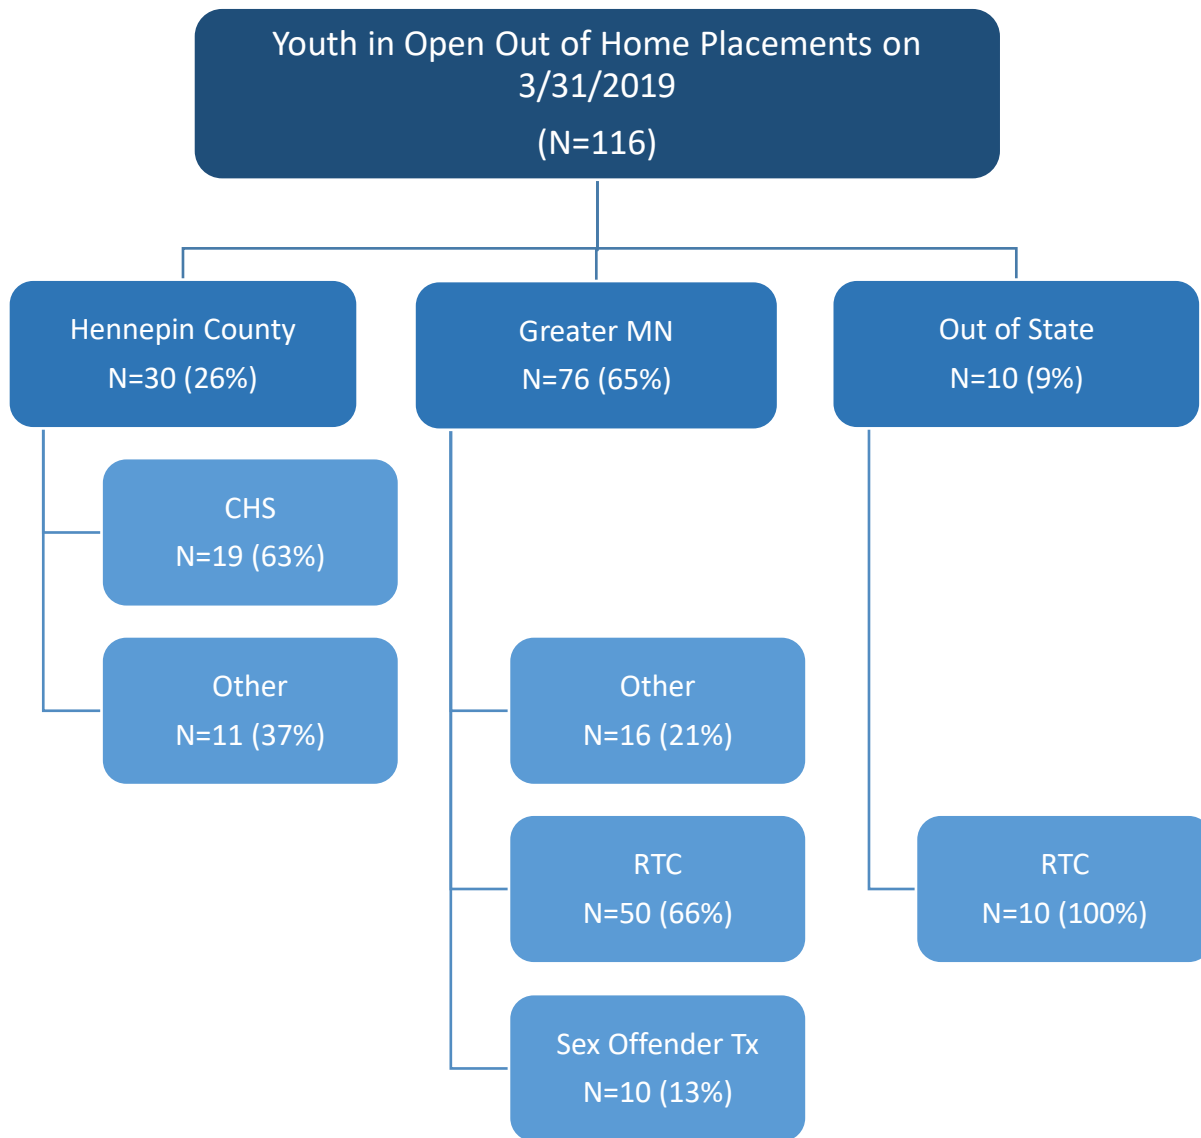 Youth in Open Out of Home Placements on
3/31/2019
(N=116)
Hennepin County
N=30 (26%)
Greater MN
N=76 (65%)
Out of State
N=10 (9%)
CHS
N=19 (63%)
Other
N=11 (37%)
Other
N=16 (21%)
RTC
N=50 (66%)
Sex Offender Tx
N=10 (13%)
RTC
N=10 (100%)